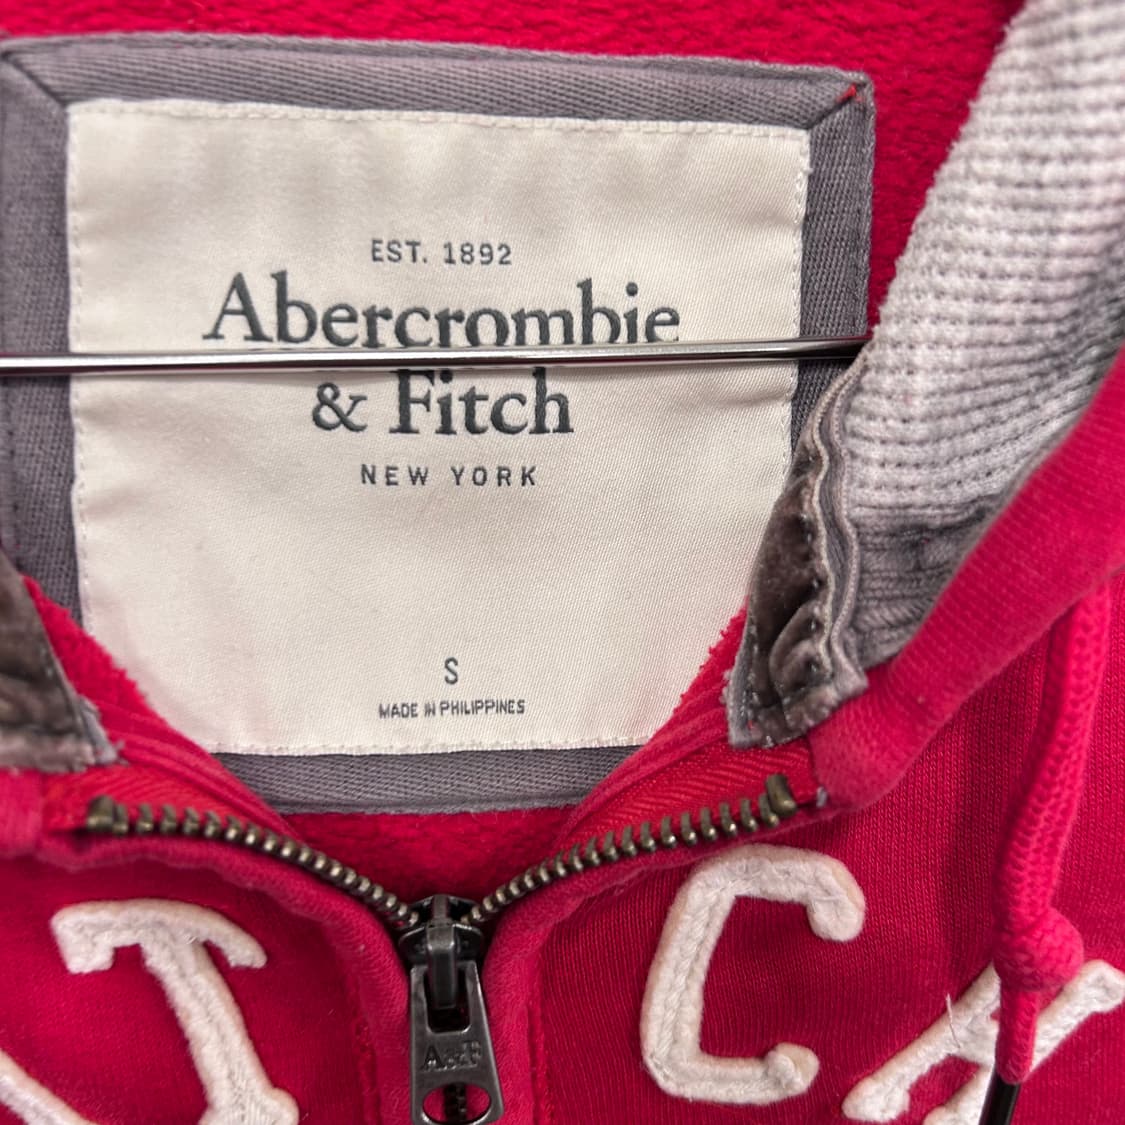 EST. 1892
Abercrombie
& Fitch
NEW YORK
S
MADE IN PHILIPPINES
I C A
A&F